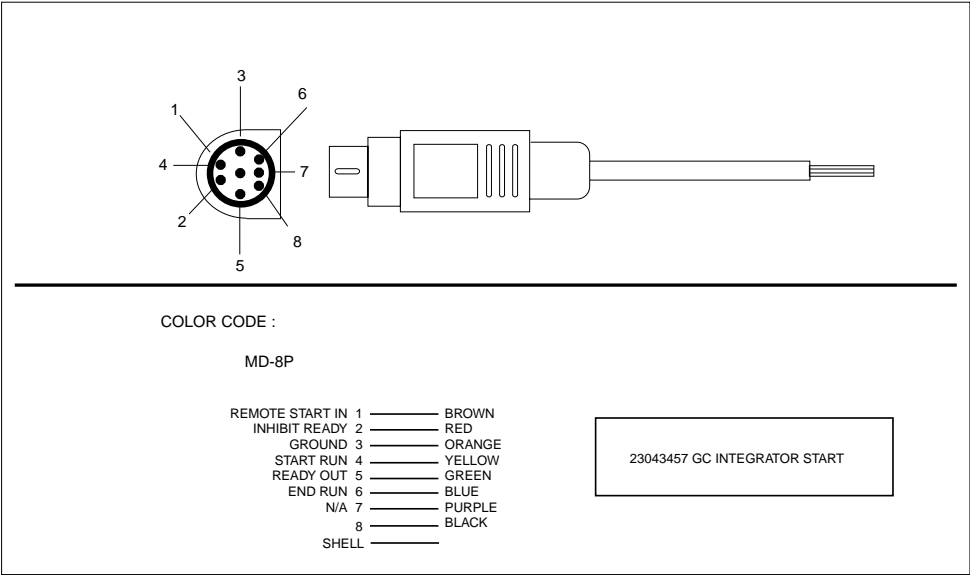 3
6
1
4
7
2
8
5
COLOR CODE :
MD-8P
REMOTE START IN 1 BROWN
INHIBIT READY 2 RED
GROUND 3 ORANGE
START RUN 4 YELLOW
READY OUT 5 GREEN
END RUN 6 BLUE
N/A 7 PURPLE
8 BLACK
SHELL
23043457 GC INTEGRATOR START